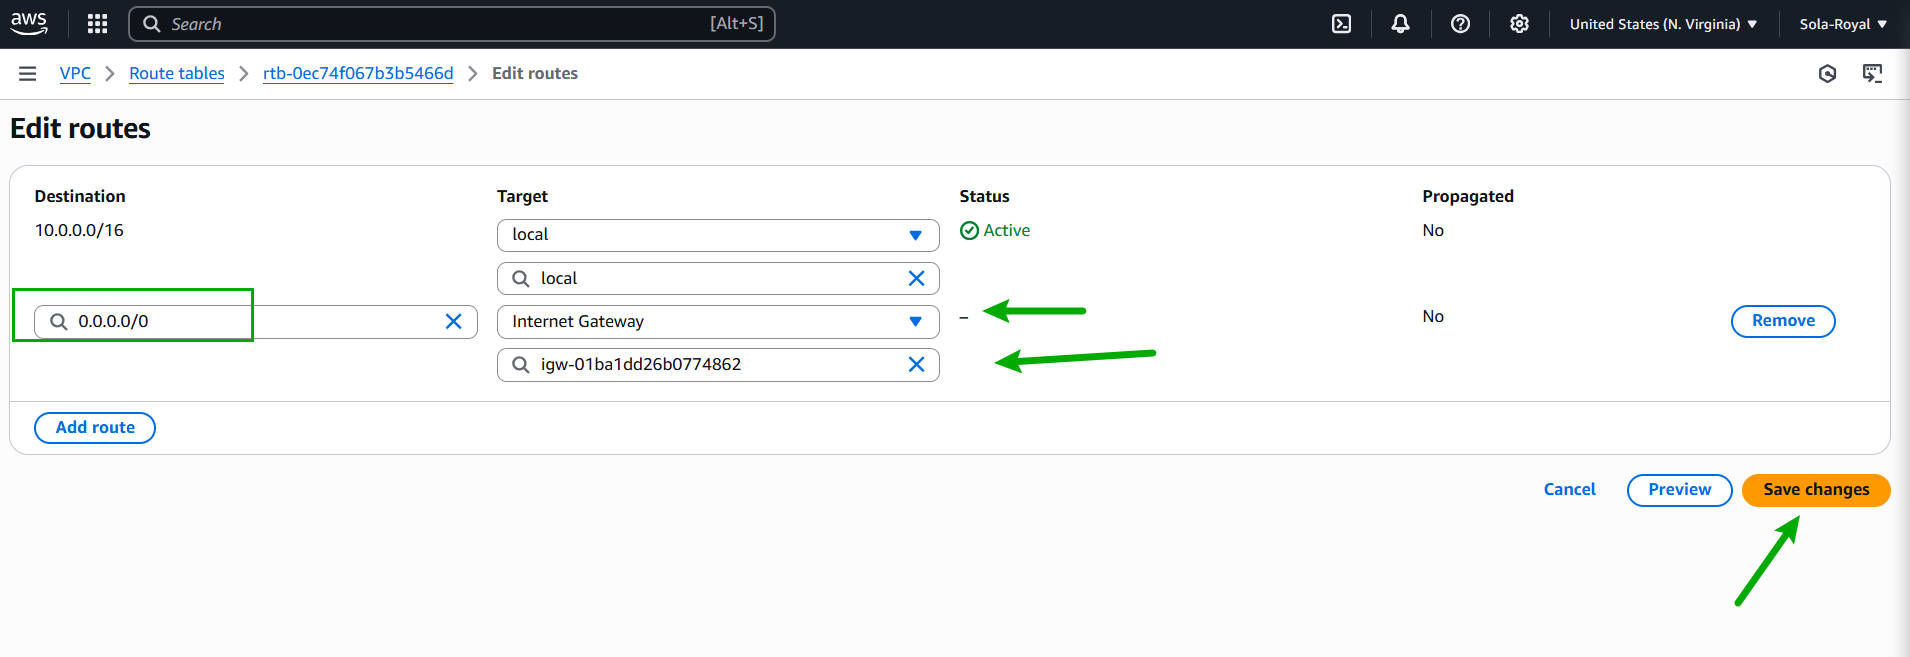 aws
Search [Alt+S] United States (N. Virginia) Sola-Royal
VPC Route tables rtb-0ec74f067b3b5466d Edit routes
Edit routes
Destination Target Status Propagated
10.0.0.0/16 local Active No
local
0.0.0.0/0 Internet Gateway – No Remove
igw-01ba1dd26b0774862
Add route
Cancel Preview Save changes